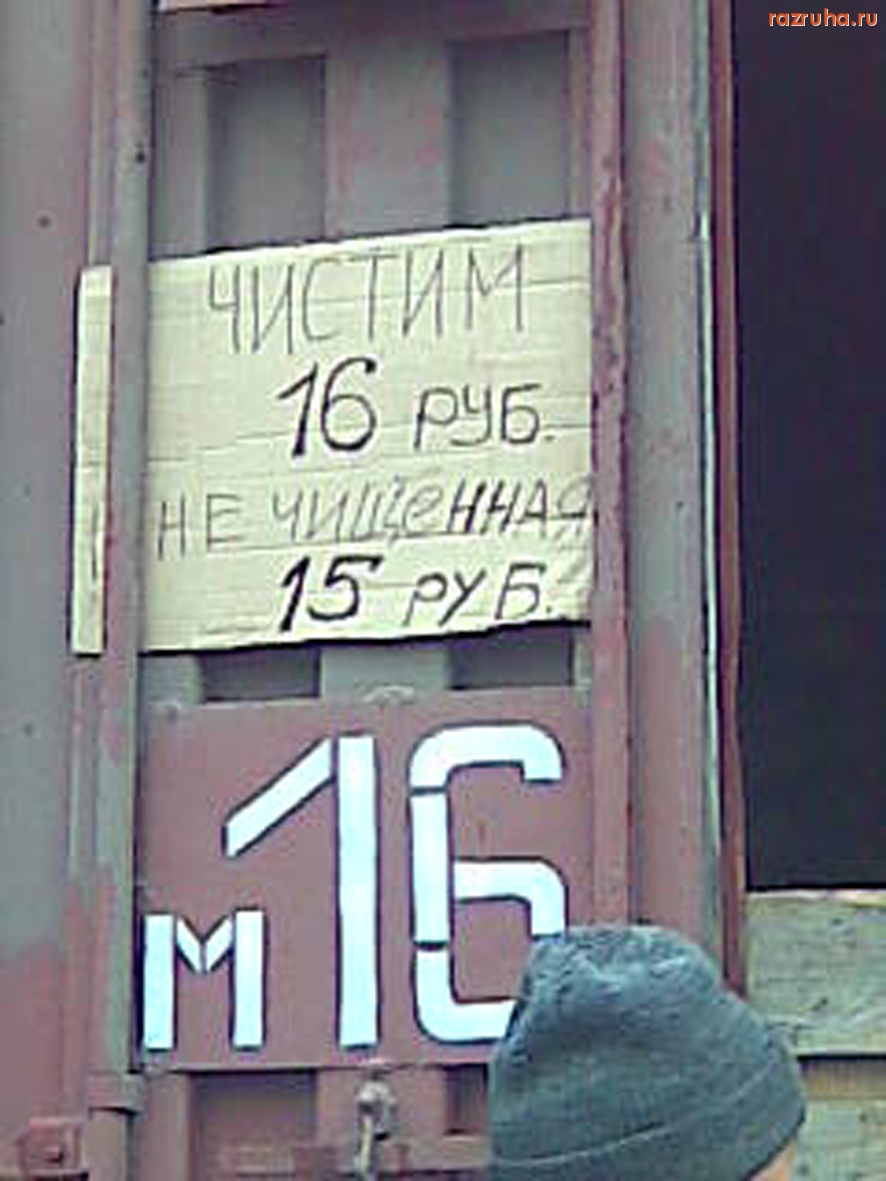 razruha.ru
ЧИСТИМ
16 РУБ.
НЕ ЧИЩеННАЯ
15 РУБ.
М16